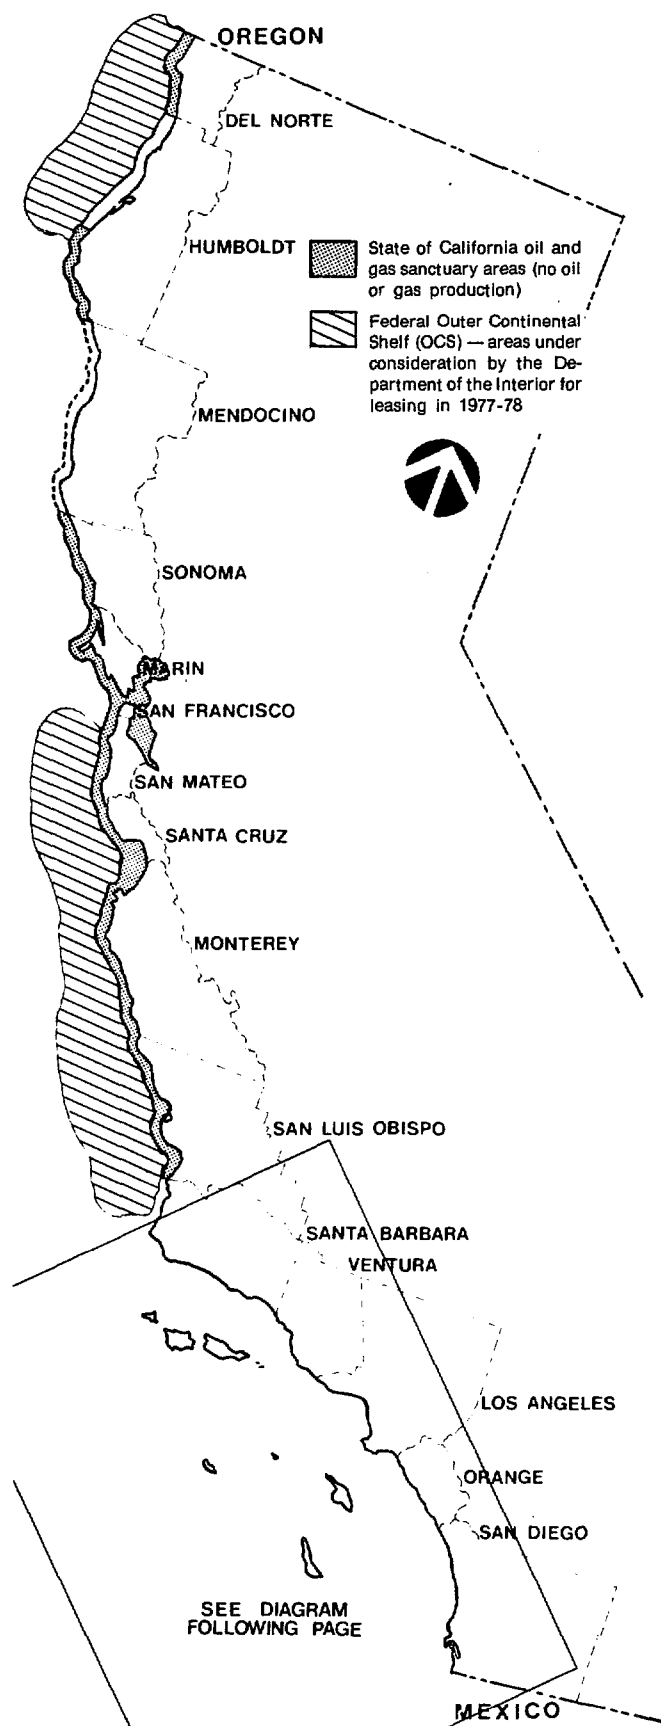 OREGON
DEL NORTE
HUMBOLDT
State of California oil and
gas sanctuary areas (no oil
or gas production)
Federal Outer Continental
Shelf (OCS) — areas under
consideration by the De-
partment of the Interior for
leasing in 1977-78
MENDOCINO
SONOMA
MARIN
SAN FRANCISCO
SAN MATEO
SANTA CRUZ
MONTEREY
SAN LUIS OBISPO
SANTA BARBARA
VENTURA
LOS ANGELES
ORANGE
SAN DIEGO
SEE DIAGRAM
FOLLOWING PAGE
MEXICO